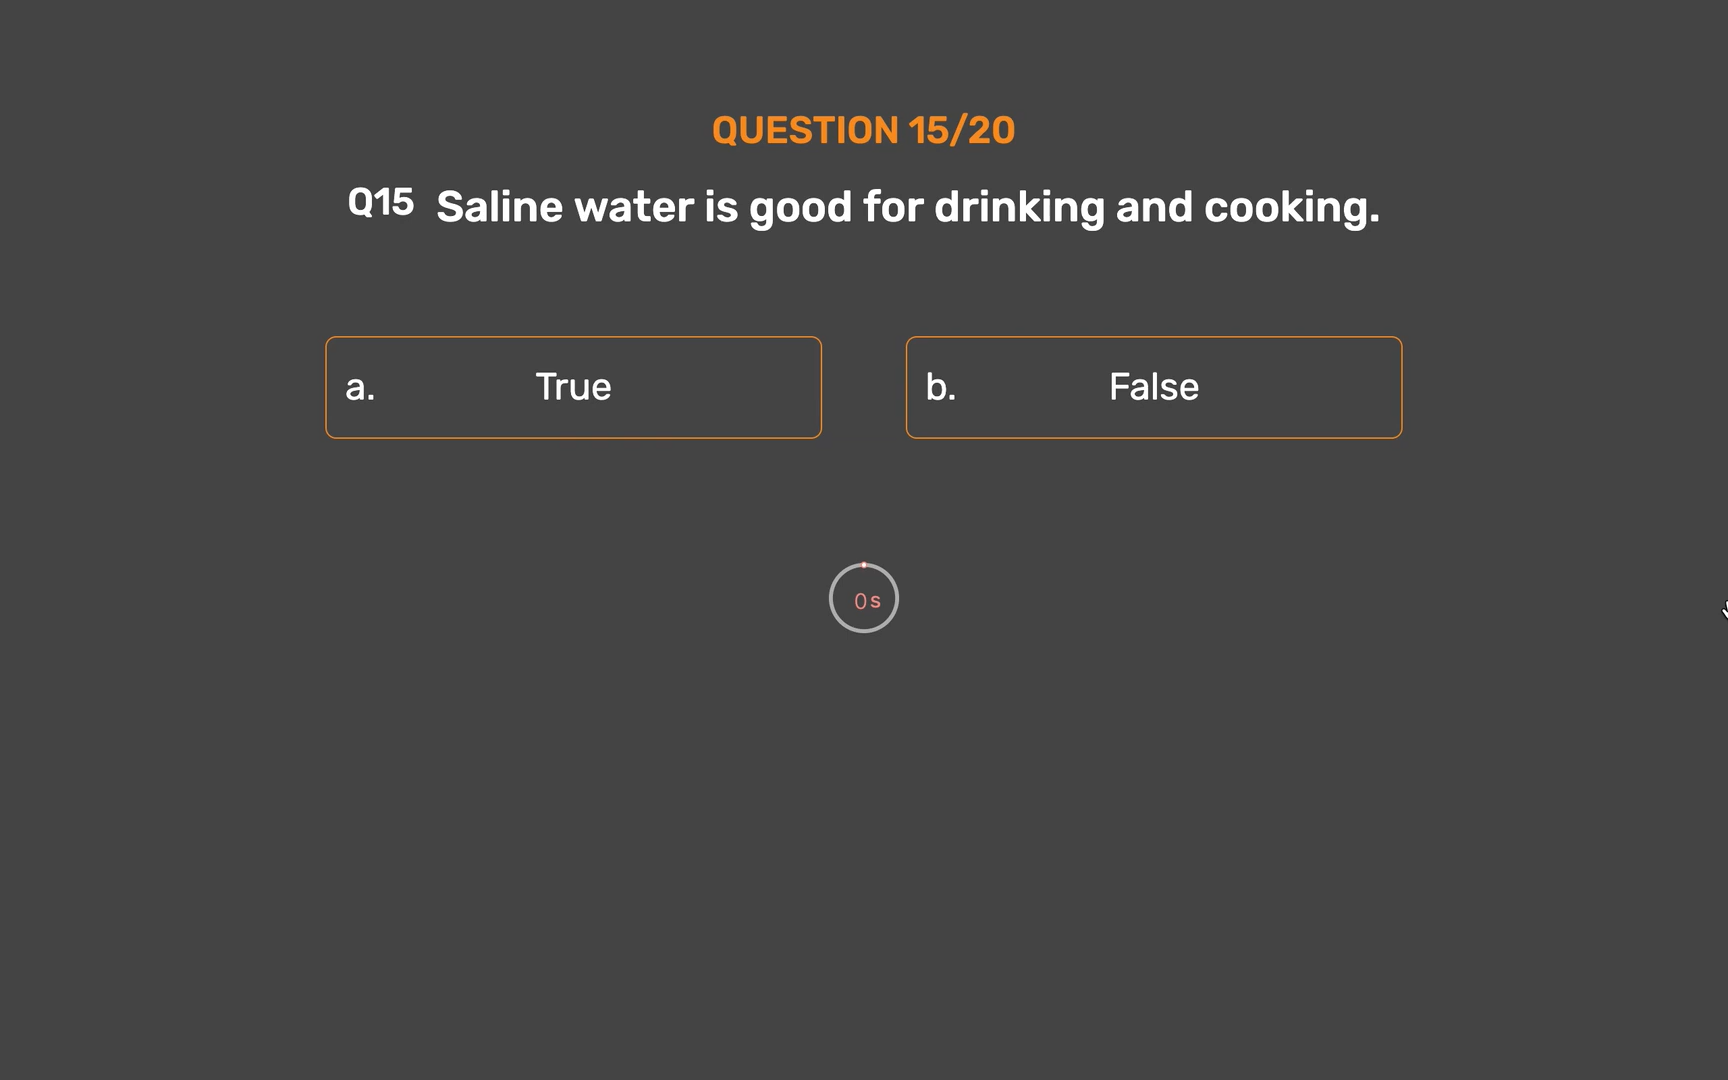 QUESTION 15/20
Q15 Saline water is good for drinking and cooking.
a. True
b. False
0s